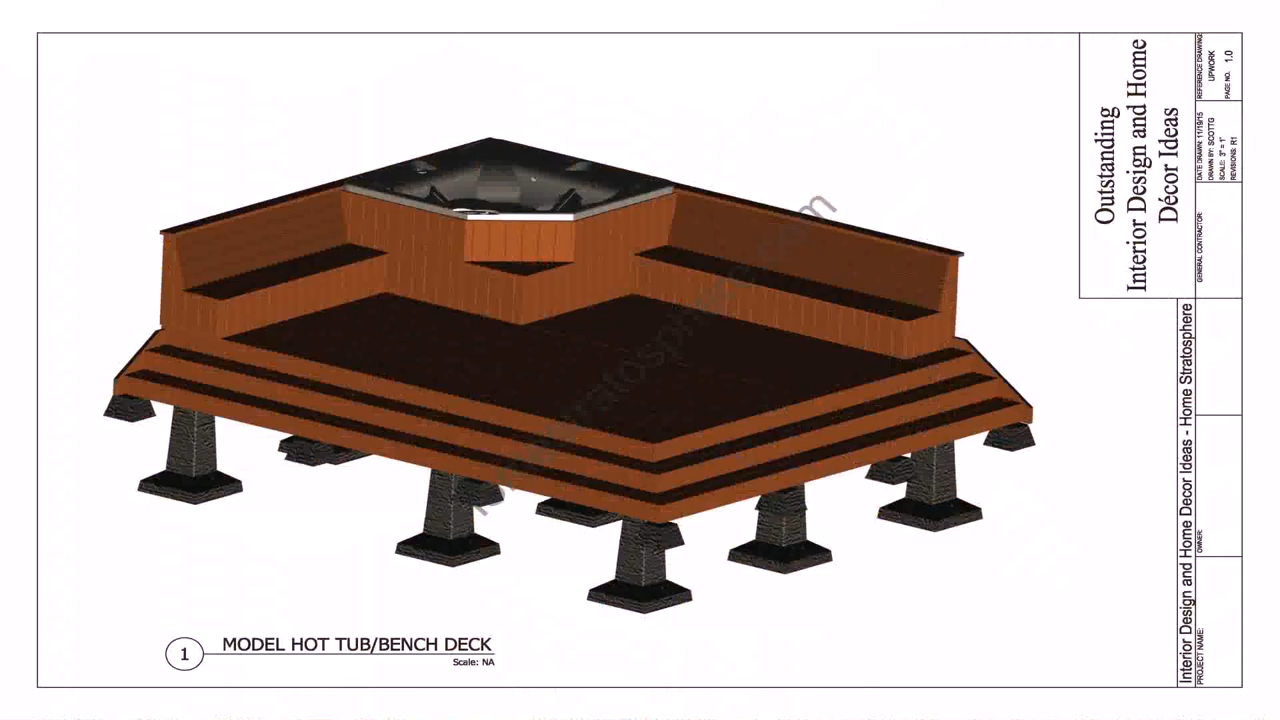 1
MODEL HOT TUB/BENCH DECK
Scale: NA
Outstanding
Interior Design and Home
Décor Ideas
Interior Design and Home Decor Ideas - Home Stratosphere
REFERENCE DRAWING:
UPWORK
PAGE NO. 1.0
DATE DRAWN: 11/19/15
DRAWN BY: SCOTTG
SCALE: 3" = 1'
REVISIONS: R1
GENERAL CONTRACTOR:
OWNER:
PROJECT NAME: